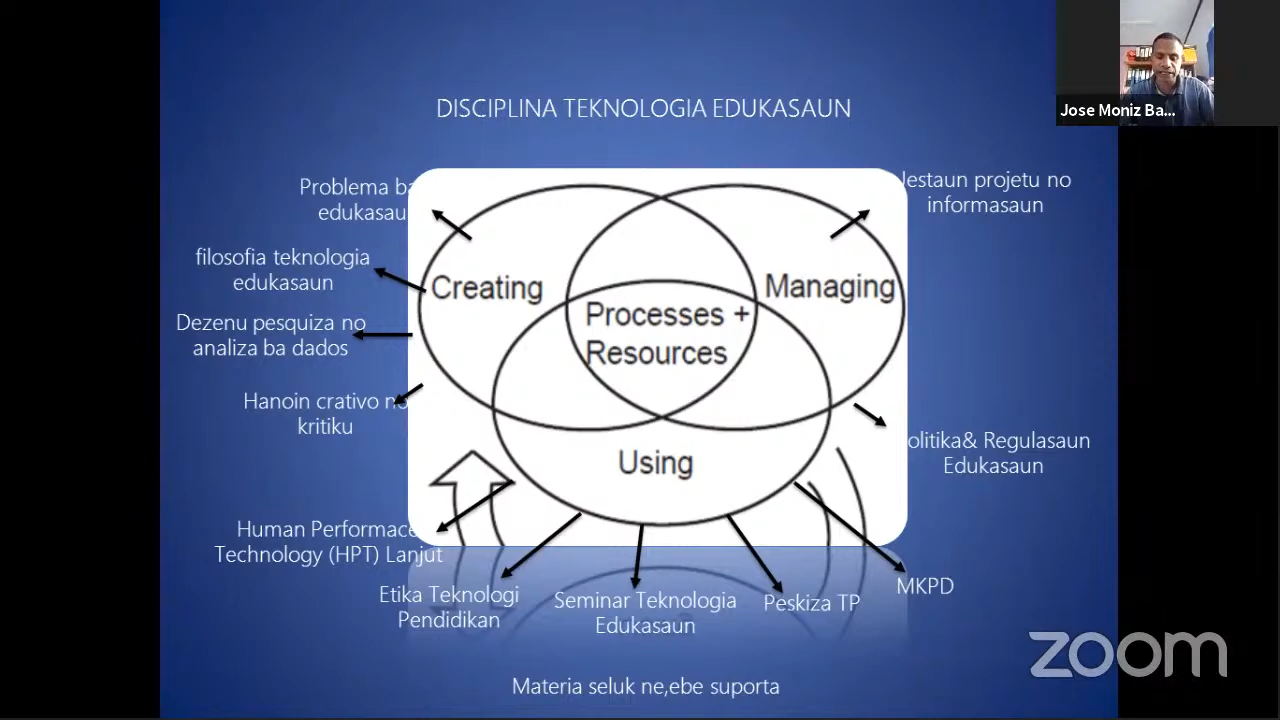 DISCIPLINA TEKNOLOGIA EDUKASAUN
Jose Moniz Ba...
Problema ba
edukasau
filosofia teknologia
edukasaun
Dezenu pesquiza no
analiza ba dados
Hanoin crativo no
kritiku
Jestaun projetu no
informasaun
Creating
Managing
Processes +
Resources
Using
olitika& Regulasaun
Edukasaun
Human Performace
Technology (HPT) Lanjut
Etika Teknologi
Pendidikan
Seminar Teknologia
Edukasaun
Peskiza TP
MKPD
Materia seluk ne,ebe suporta
zoom